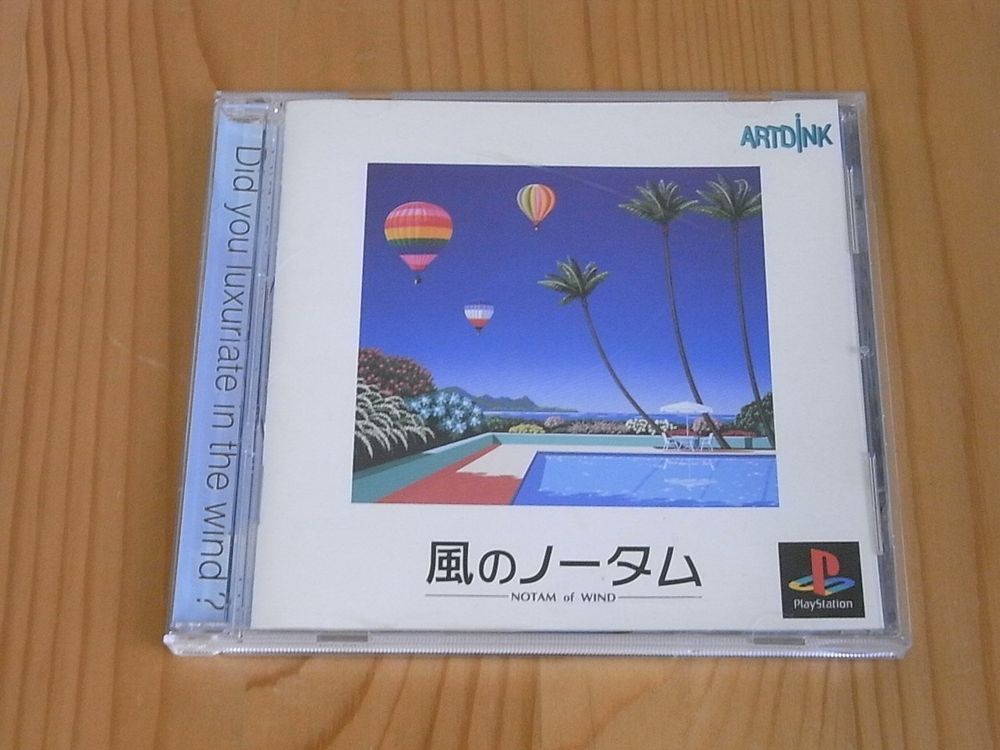 Did you luxuriate in the wind ?
ARTDINK
風のノータム
NOTAM of WIND
PlayStation